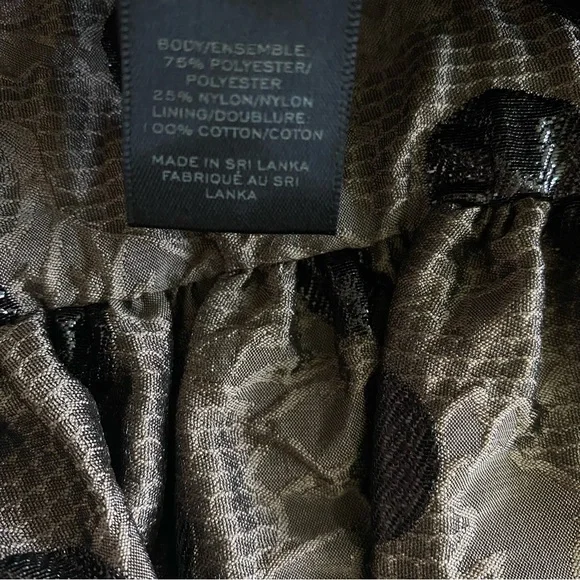 BODY/ENSEMBLE:
75% POLYESTER/
POLYESTER
25% NYLON/NYLON
LINING/DOUBLURE:
100% COTTON/COTON
MADE IN SRI LANKA
FABRIQUÉ AU SRI
LANKA